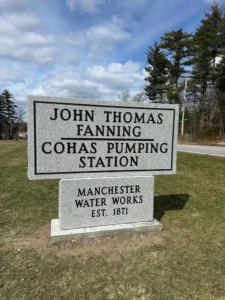 JOHN THOMAS
FANNING
COHAS PUMPING
STATION
MANCHESTER
WATER WORKS
EST. 1871